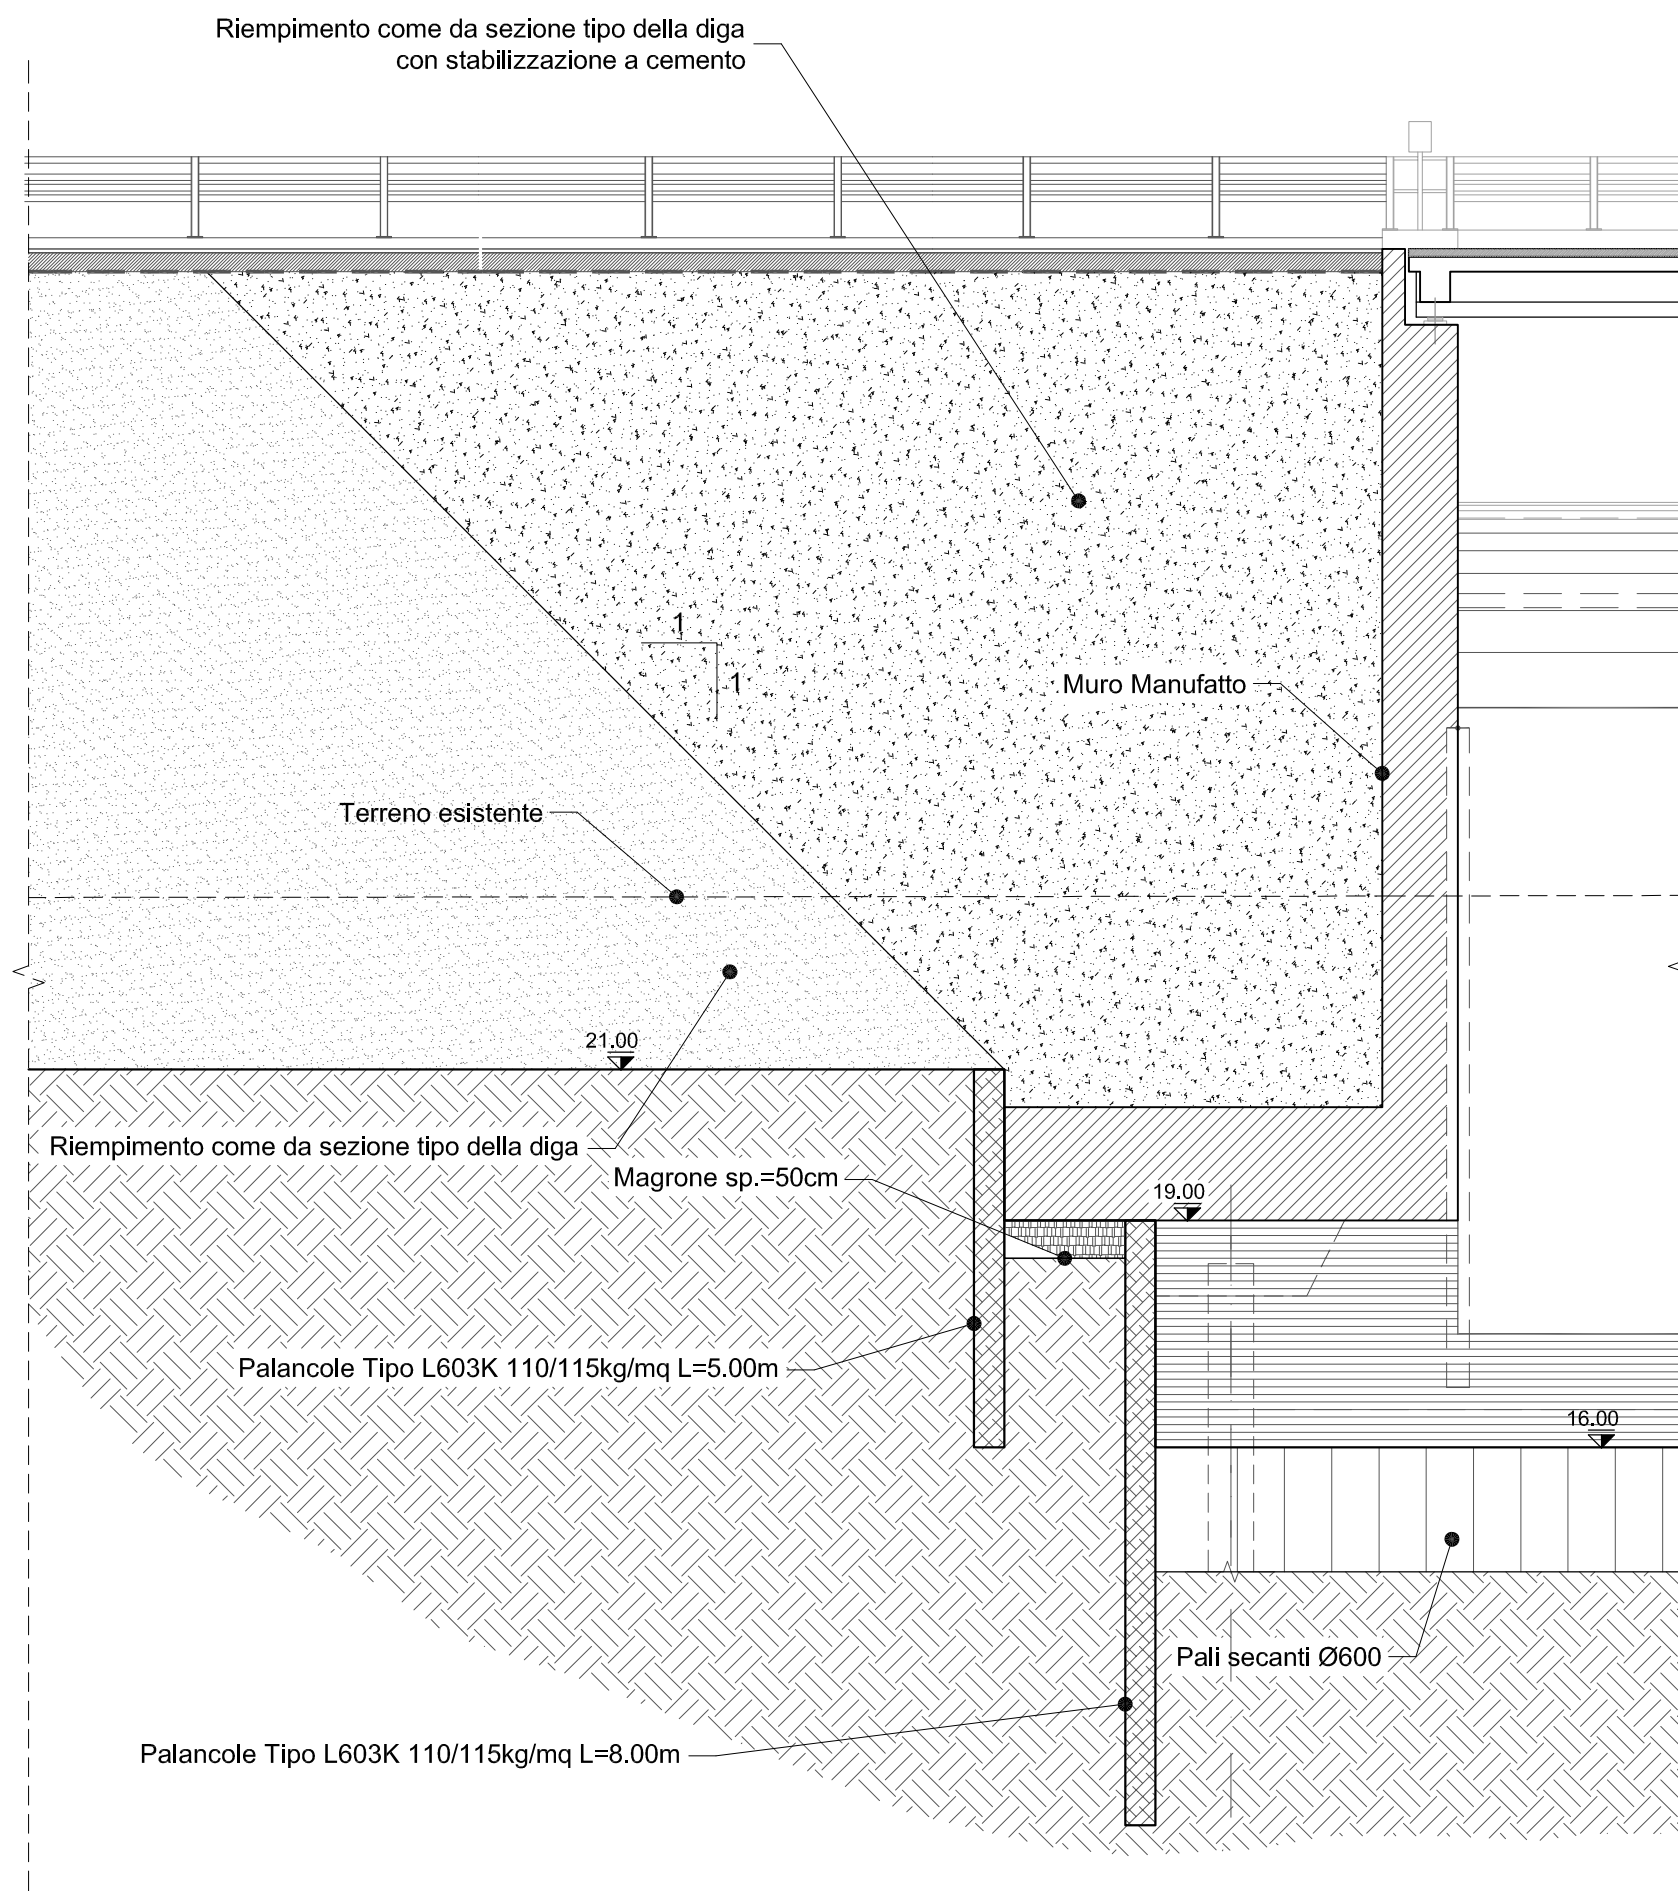 Riempimento come da sezione tipo della diga
con stabilizzazione a cemento
1
1
Muro Manufatto
Terreno esistente
21.00
Riempimento come da sezione tipo della diga
Magrone sp.=50cm
19.00
Palancole Tipo L603K 110/115kg/mq L=5.00m
16.00
Pali secanti Ø600
Palancole Tipo L603K 110/115kg/mq L=8.00m